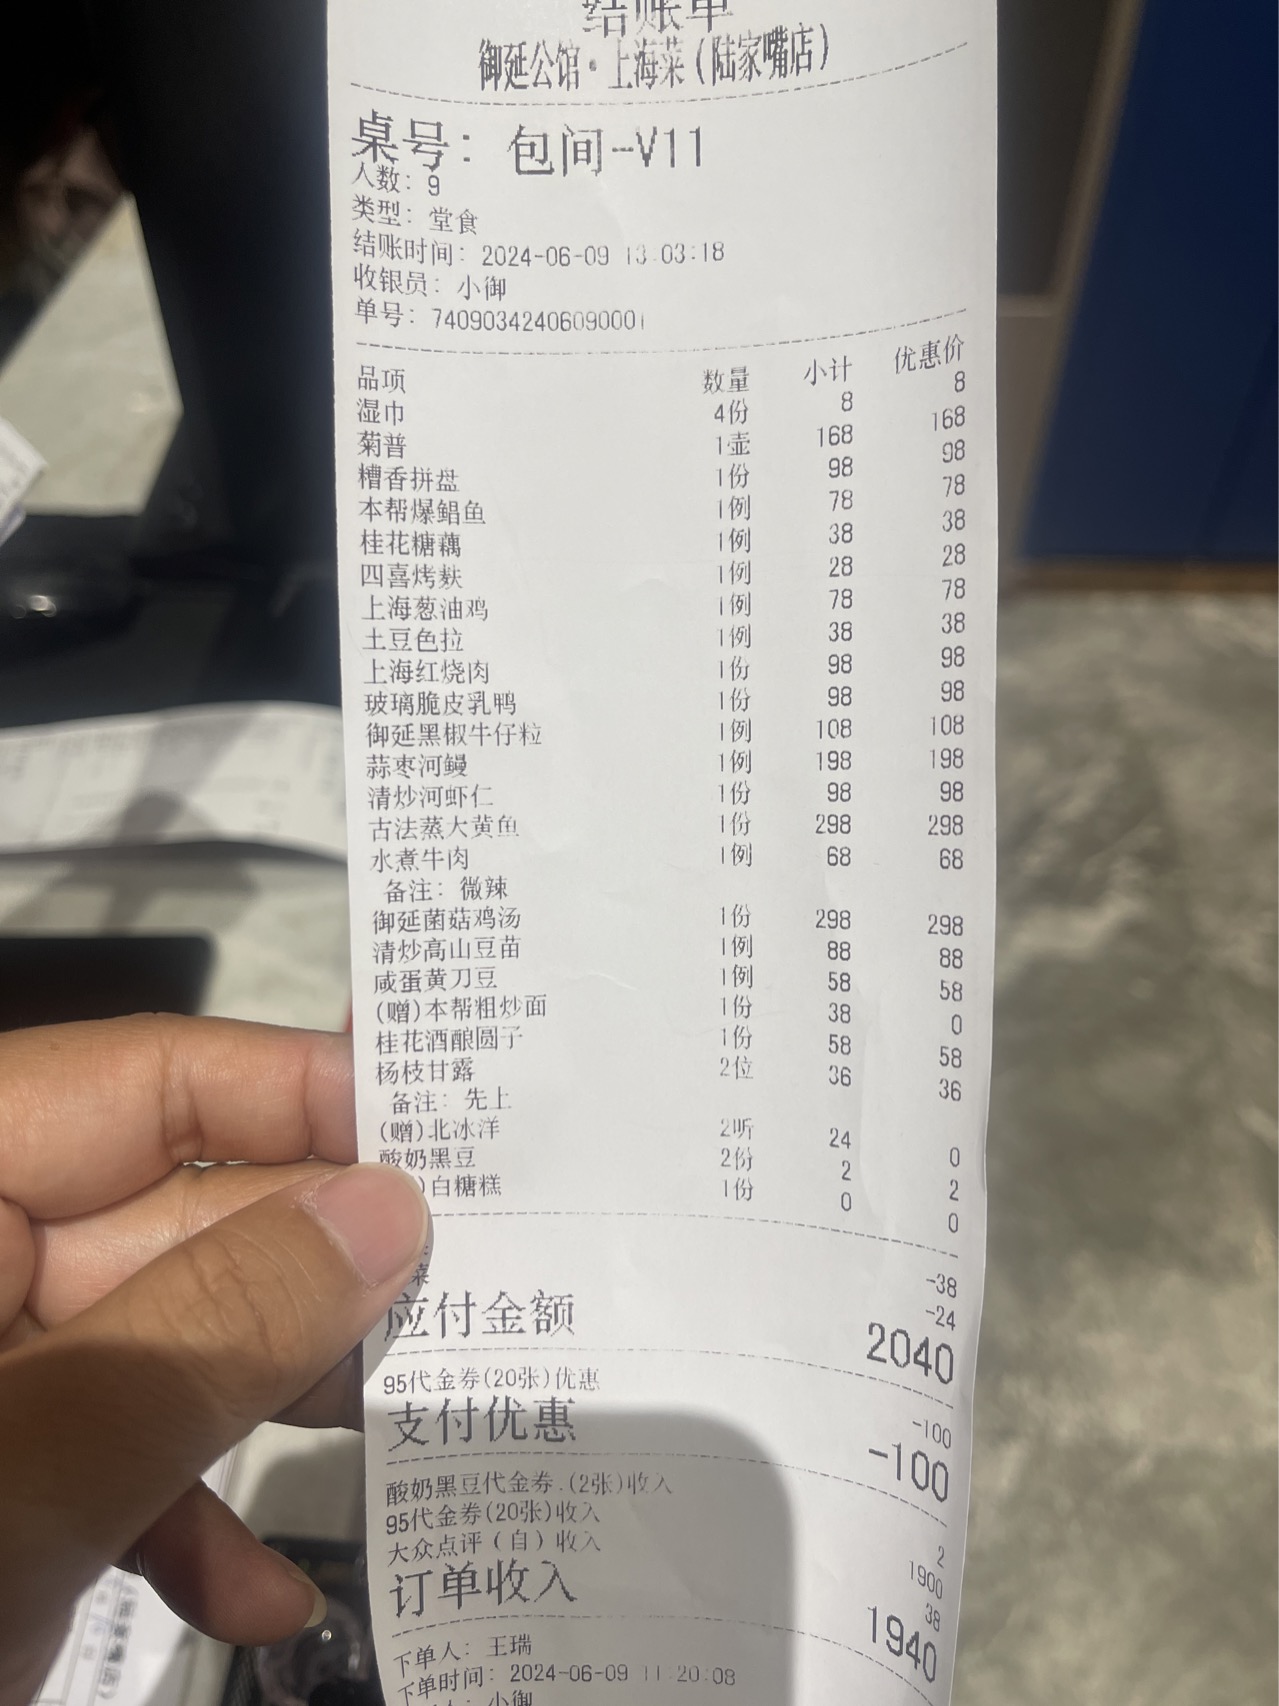 结账单
御延公馆·上海菜(陆家嘴店)
桌号: 包间-V11
人数: 9
类型: 堂食
结账时间: 2024-06-09 13:03:18
收银员: 小御
单号: 74090342406090001
品项 数量 小计 优惠价
湿巾 4份 8 8
菊普 1壶 168 168
糟香拼盘 1份 98 98
本帮爆鲳鱼 1例 78 78
桂花糖藕 1例 38 38
四喜烤麸 1例 28 28
上海葱油鸡 1例 78 78
土豆色拉 1例 38 38
上海红烧肉 1份 98 98
玻璃脆皮乳鸭 1份 98 98
御延黑椒牛仔粒 1例 108 108
蒜枣河鳗 1例 198 198
清炒河虾仁 1份 98 98
古法蒸大黄鱼 1份 298 298
水煮牛肉 1例 68 68
备注: 微辣
御延菌菇鸡汤 1份 298 298
清炒高山豆苗 1例 88 88
咸蛋黄刀豆 1例 58 58
(赠)本帮粗炒面 1份 38 0
桂花酒酿圆子 1份 58 58
杨枝甘露 2位 36 36
备注: 先上
(赠)北冰洋 2听 24 0
酸奶黑豆 2份 2 2
)白糖糕 1份 0 0
-38
菜 -24
应付金额 2040
95代金券(20张)优惠 -100
支付优惠 -100
酸奶黑豆代金券.(2张)收入 2
95代金券(20张)收入 1900
大众点评(自)收入 38
订单收入 1940
下单人: 王瑞
下单时间: 2024-06-09 11:20:08
小御